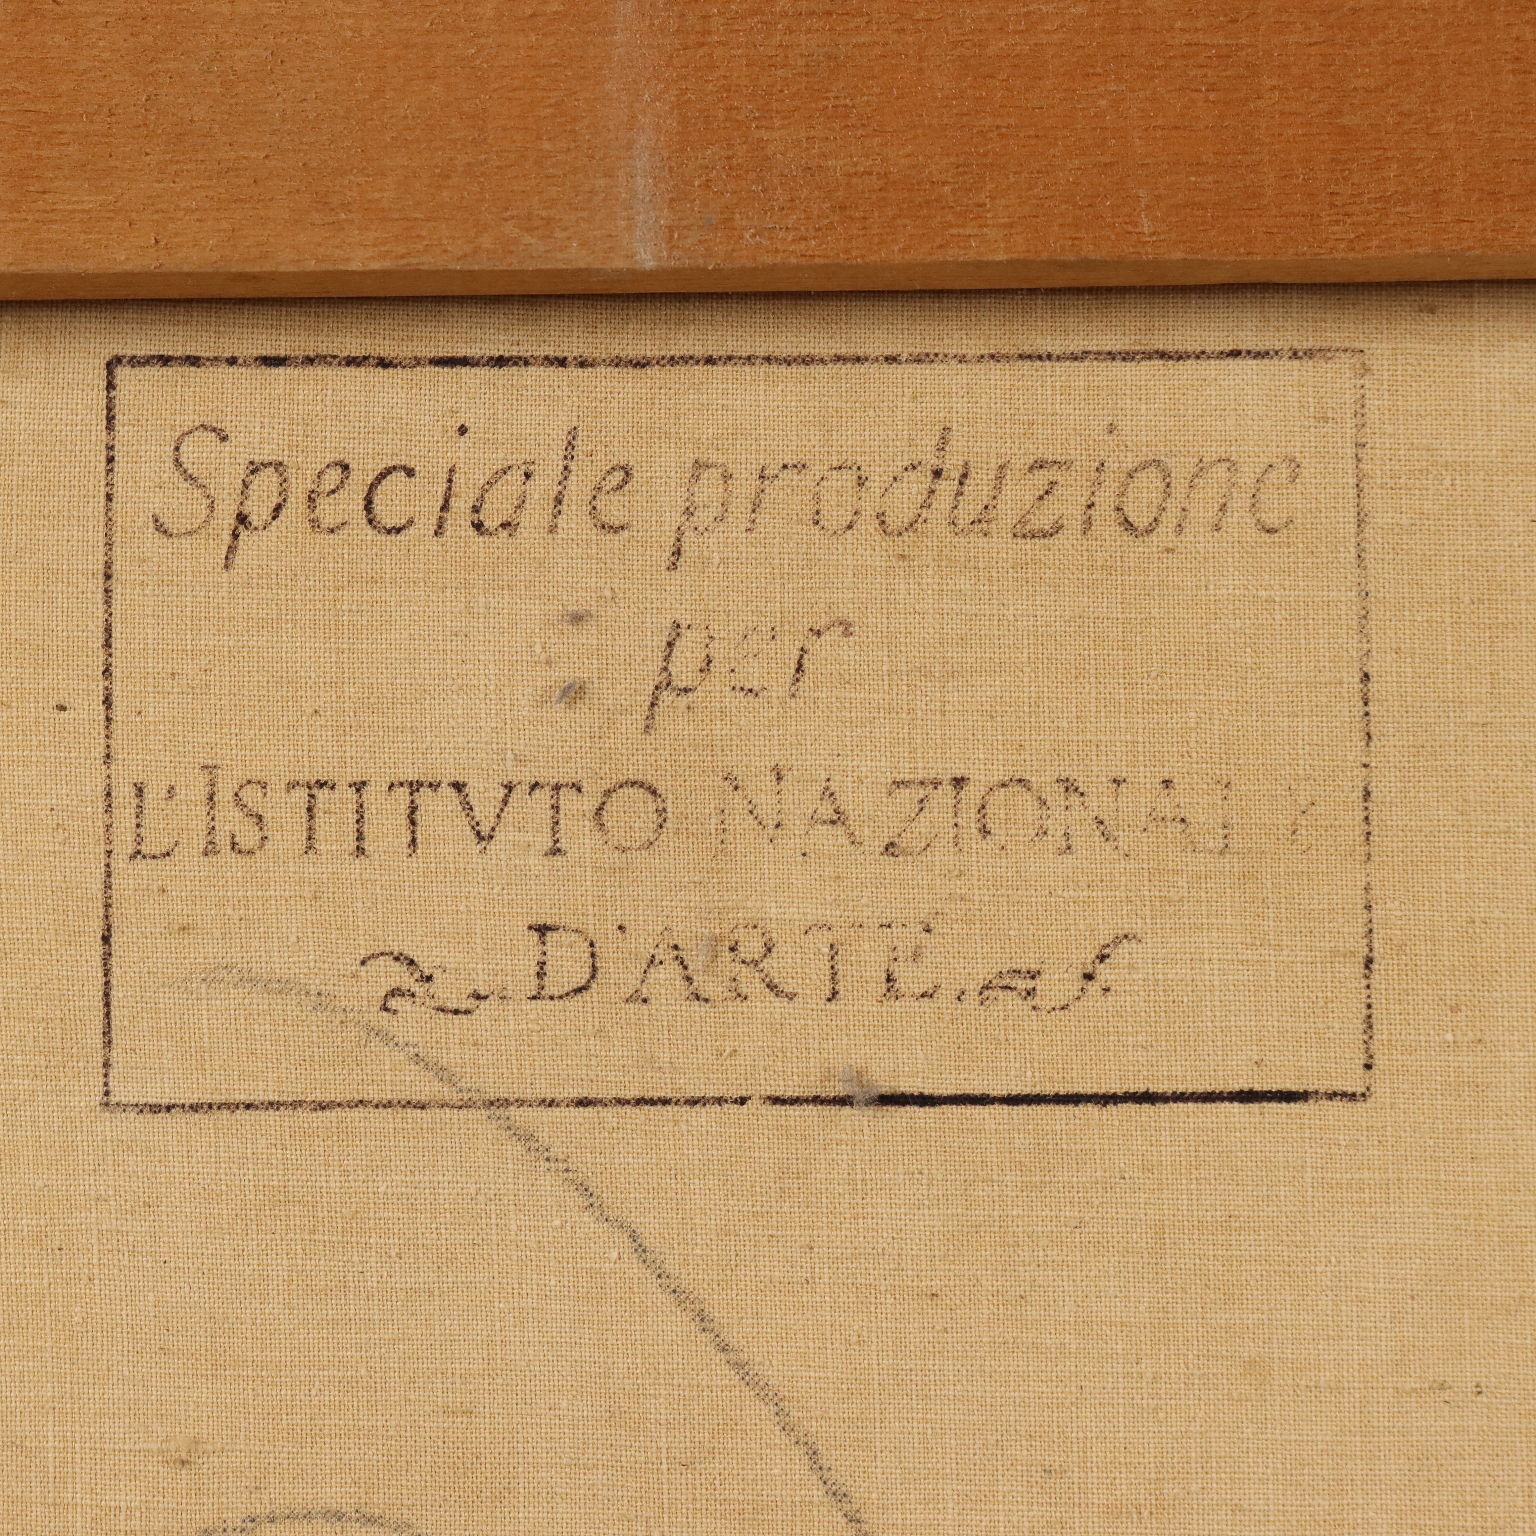 Speciale produzione
per
L'ISTITVTO NAZIONALE
D'ARTE